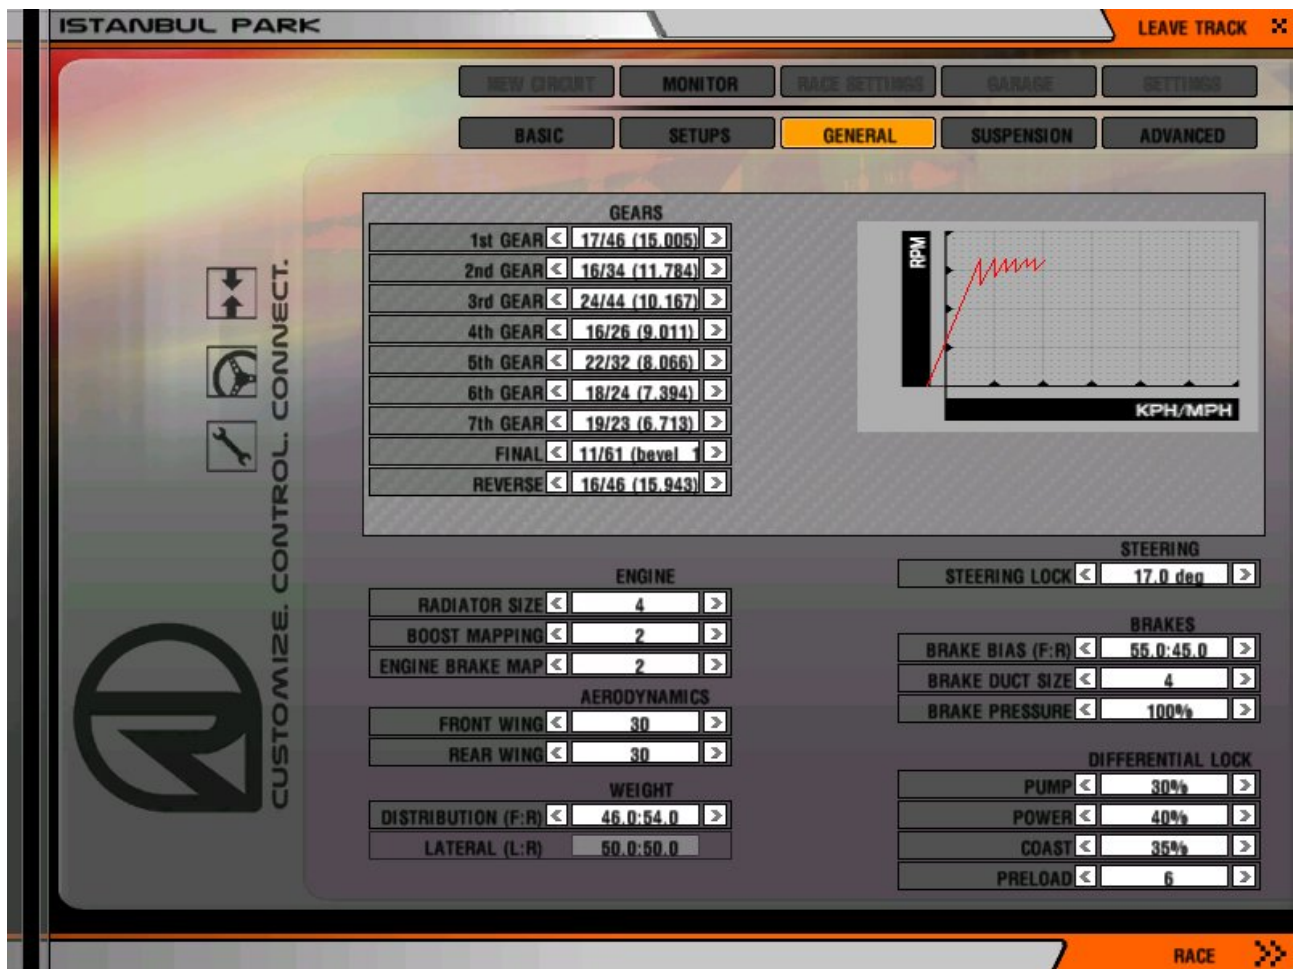 ISTANBUL PARK
LEAVE TRACK
NEW CIRCUIT MONITOR RACE SETTINGS GARAGE SETTINGS
BASIC SETUPS GENERAL SUSPENSION ADVANCED
CUSTOMIZE. CONTROL. CONNECT.
GEARS
1st GEAR 17/46 (15.005)
2nd GEAR 16/34 (11.784)
3rd GEAR 24/44 (10.167)
4th GEAR 16/26 (9.011)
5th GEAR 22/32 (8.066)
6th GEAR 18/24 (7.394)
7th GEAR 19/23 (6.713)
FINAL 11/61 (bevel 1
REVERSE 16/46 (15.943)
RPM
KPH/MPH
ENGINE
RADIATOR SIZE 4
BOOST MAPPING 2
ENGINE BRAKE MAP 2
AERODYNAMICS
FRONT WING 30
REAR WING 30
WEIGHT
DISTRIBUTION (F:R) 46.0:54.0
LATERAL (L:R) 50.0:50.0
STEERING
STEERING LOCK 17.0 deg
BRAKES
BRAKE BIAS (F:R) 55.0:45.0
BRAKE DUCT SIZE 4
BRAKE PRESSURE 100%
DIFFERENTIAL LOCK
PUMP 30%
POWER 40%
COAST 35%
PRELOAD 6
RACE